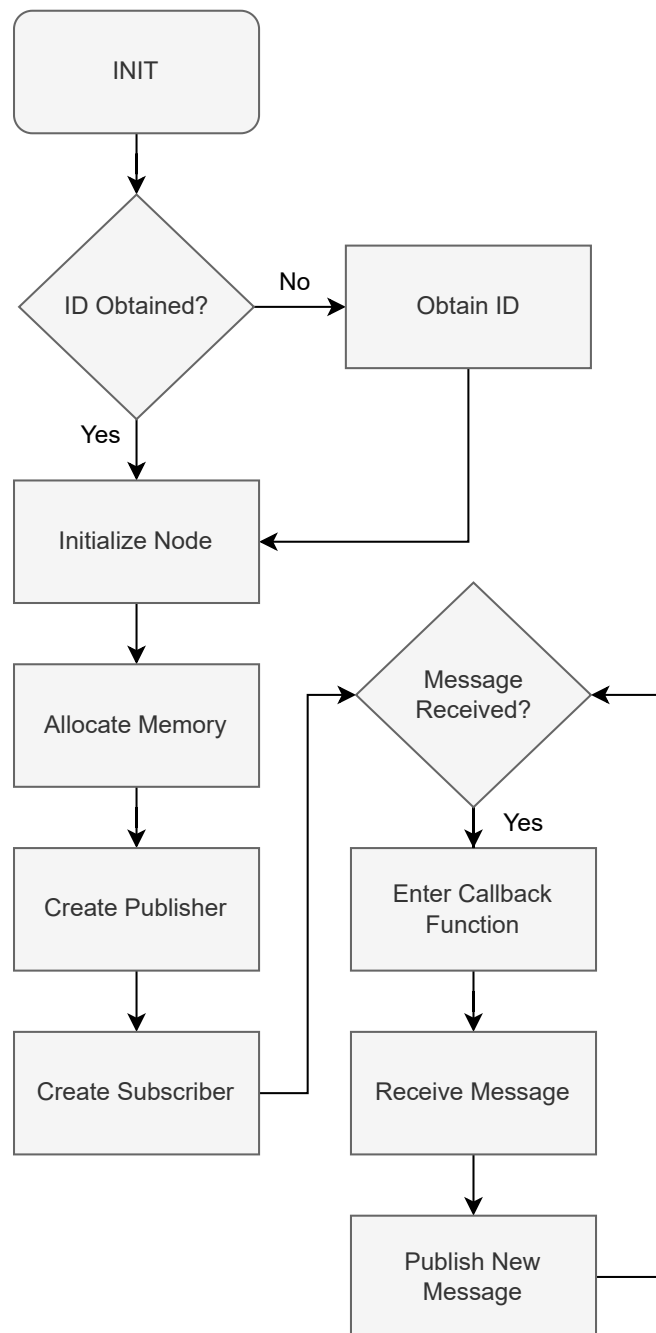 INIT
ID Obtained?
No
Obtain ID
Yes
Initialize Node
Allocate Memory
Create Publisher
Create Subscriber
Message
Received?
Yes
Enter Callback
Function
Receive Message
Publish New
Message